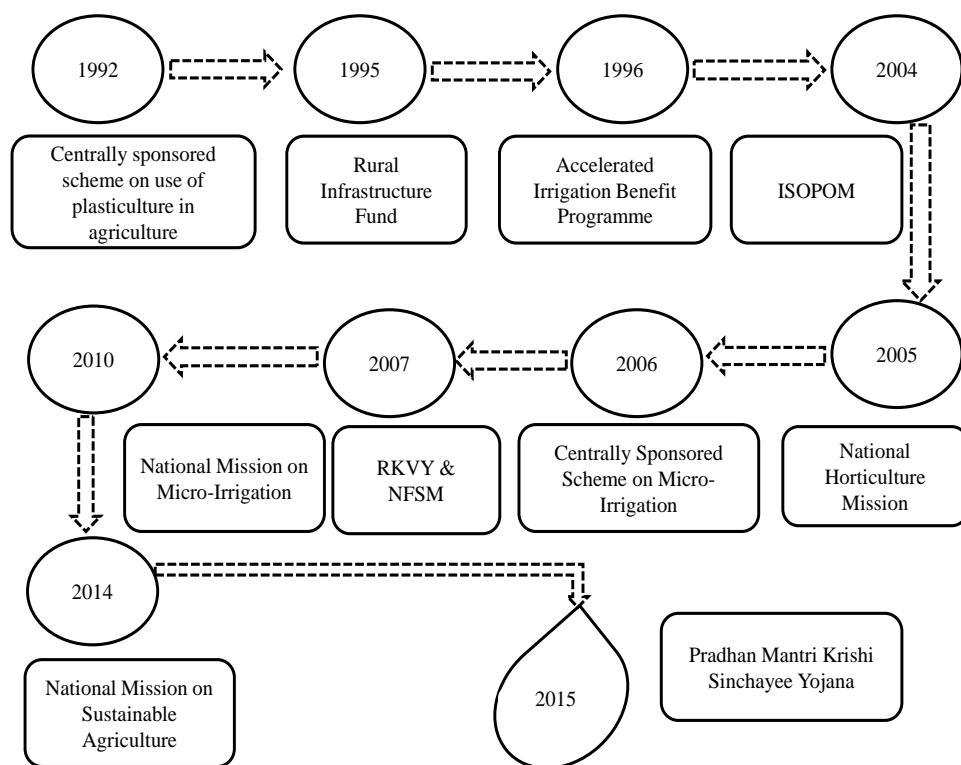 1992
1995
1996
2004
Centrally sponsored
scheme on use of
plasticulture in
agriculture
Rural
Infrastructure
Fund
Accelerated
Irrigation Benefit
Programme
ISOPOM
2010
2007
2006
2005
National Mission on
Micro-Irrigation
RKVY &
NFSM
Centrally Sponsored
Scheme on Micro-
Irrigation
National
Horticulture
Mission
2014
National Mission on
Sustainable
Agriculture
2015
Pradhan Mantri Krishi
Sinchayee Yojana